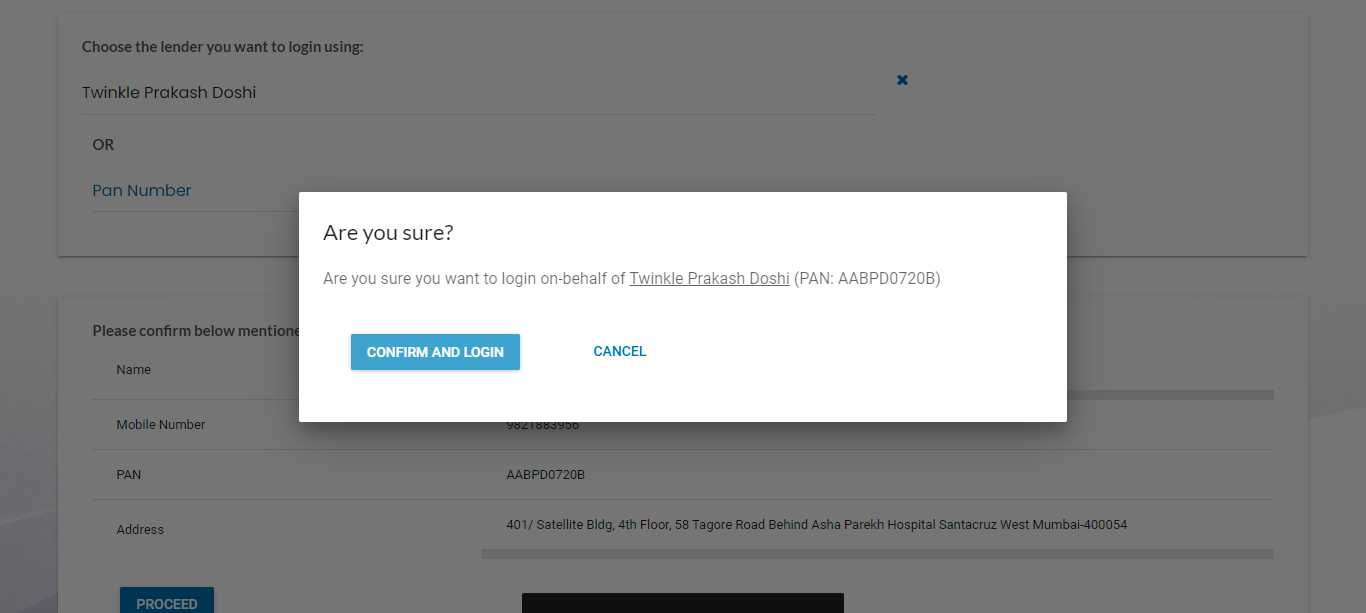 Choose the lender you want to login using:
Twinkle Prakash Doshi
OR
Pan Number
Are you sure?
Are you sure you want to login on-behalf of Twinkle Prakash Doshi (PAN: AABPD0720B)
CONFIRM AND LOGIN CANCEL
Please confirm below mentione
Name
Mobile Number 9821883956
PAN AABPD0720B
Address 401/ Satellite Bldg, 4th Floor, 58 Tagore Road Behind Asha Parekh Hospital Santacruz West Mumbai-400054
PROCEED